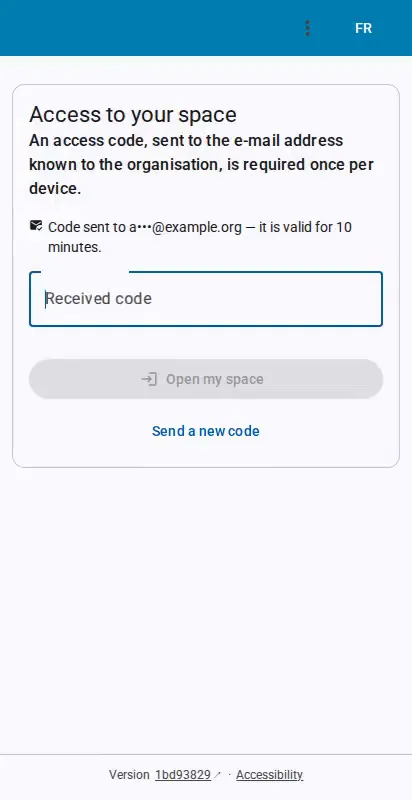 FR
Access to your space
An access code, sent to the e-mail address
known to the organisation, is required once per
device.
Code sent to a•••@example.org — it is valid for 10
minutes.
Received code
Open my space
Send a new code
Version 1bd93829 · Accessibility